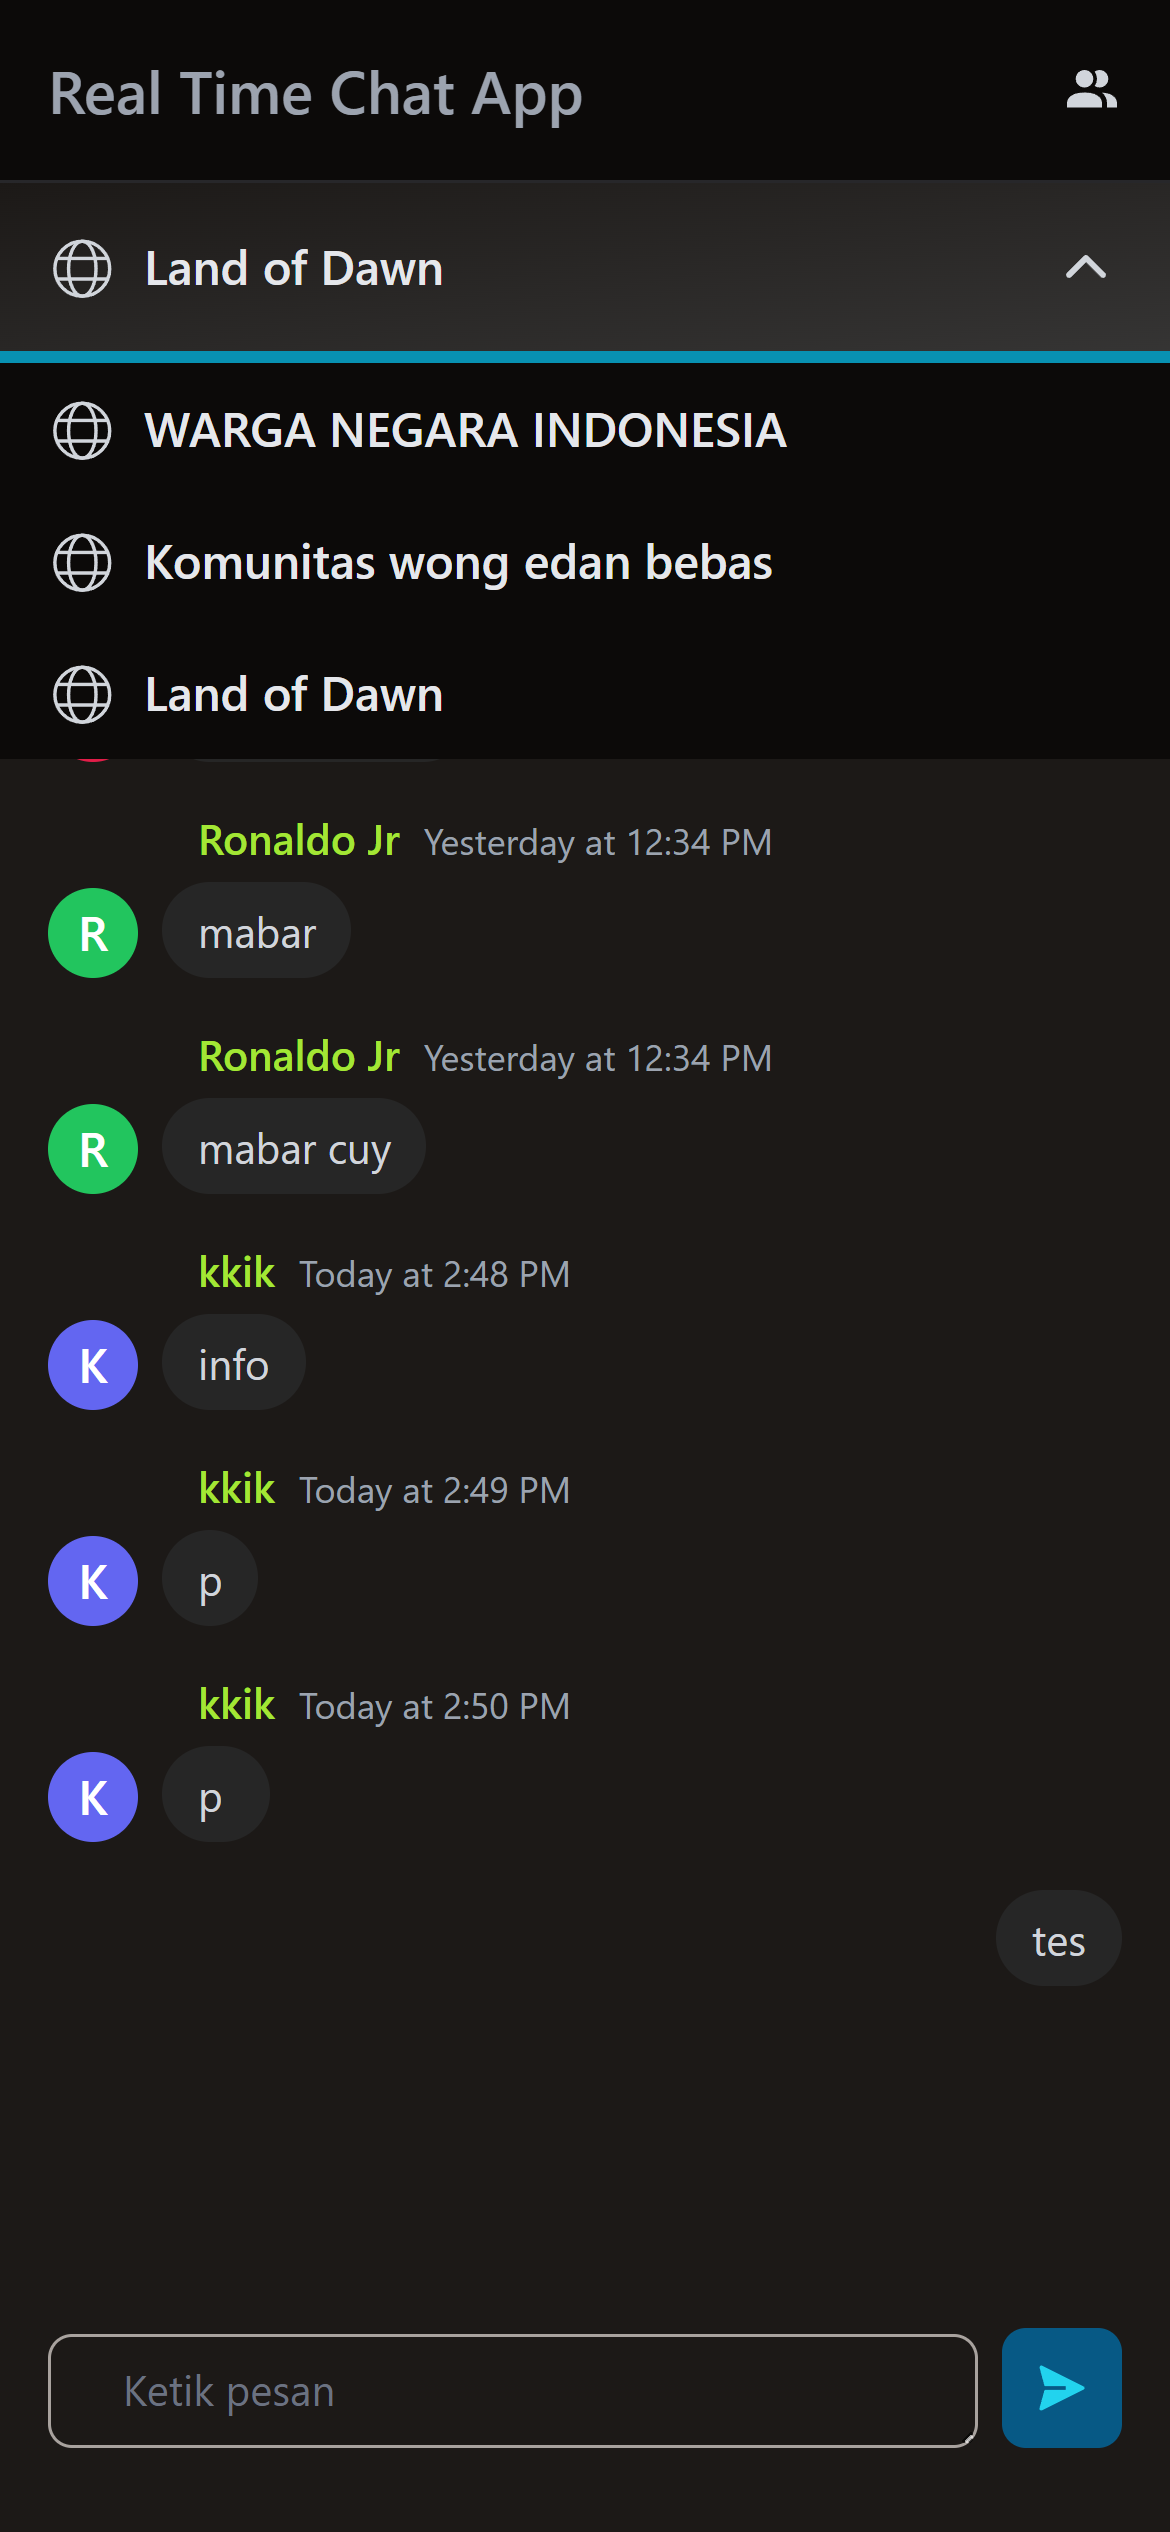 Real Time Chat App
Land of Dawn
WARGA NEGARA INDONESIA
Komunitas wong edan bebas
Land of Dawn
Ronaldo Jr Yesterday at 12:34 PM
R mabar
Ronaldo Jr Yesterday at 12:34 PM
R mabar cuy
kkik Today at 2:48 PM
K info
kkik Today at 2:49 PM
K p
kkik Today at 2:50 PM
K p
tes
Ketik pesan